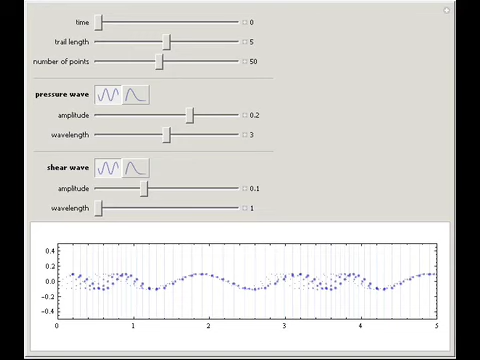 time 0
trail length 5
number of points 50
pressure wave
amplitude 0.2
wavelength 3
shear wave
amplitude 0.1
wavelength 1
0.4
0.2
0.0
-0.2
-0.4
0 1 2 3 4 5